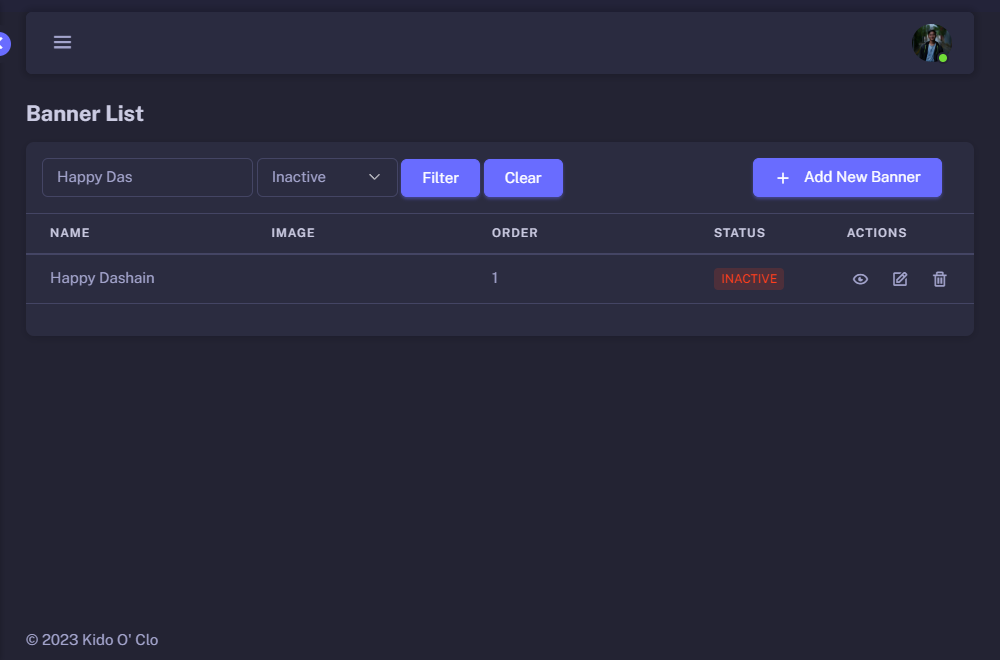 Banner List
Happy Das Inactive Filter Clear Add New Banner
NAME IMAGE ORDER STATUS ACTIONS
Happy Dashain 1 INACTIVE
© 2023 Kido O' Clo